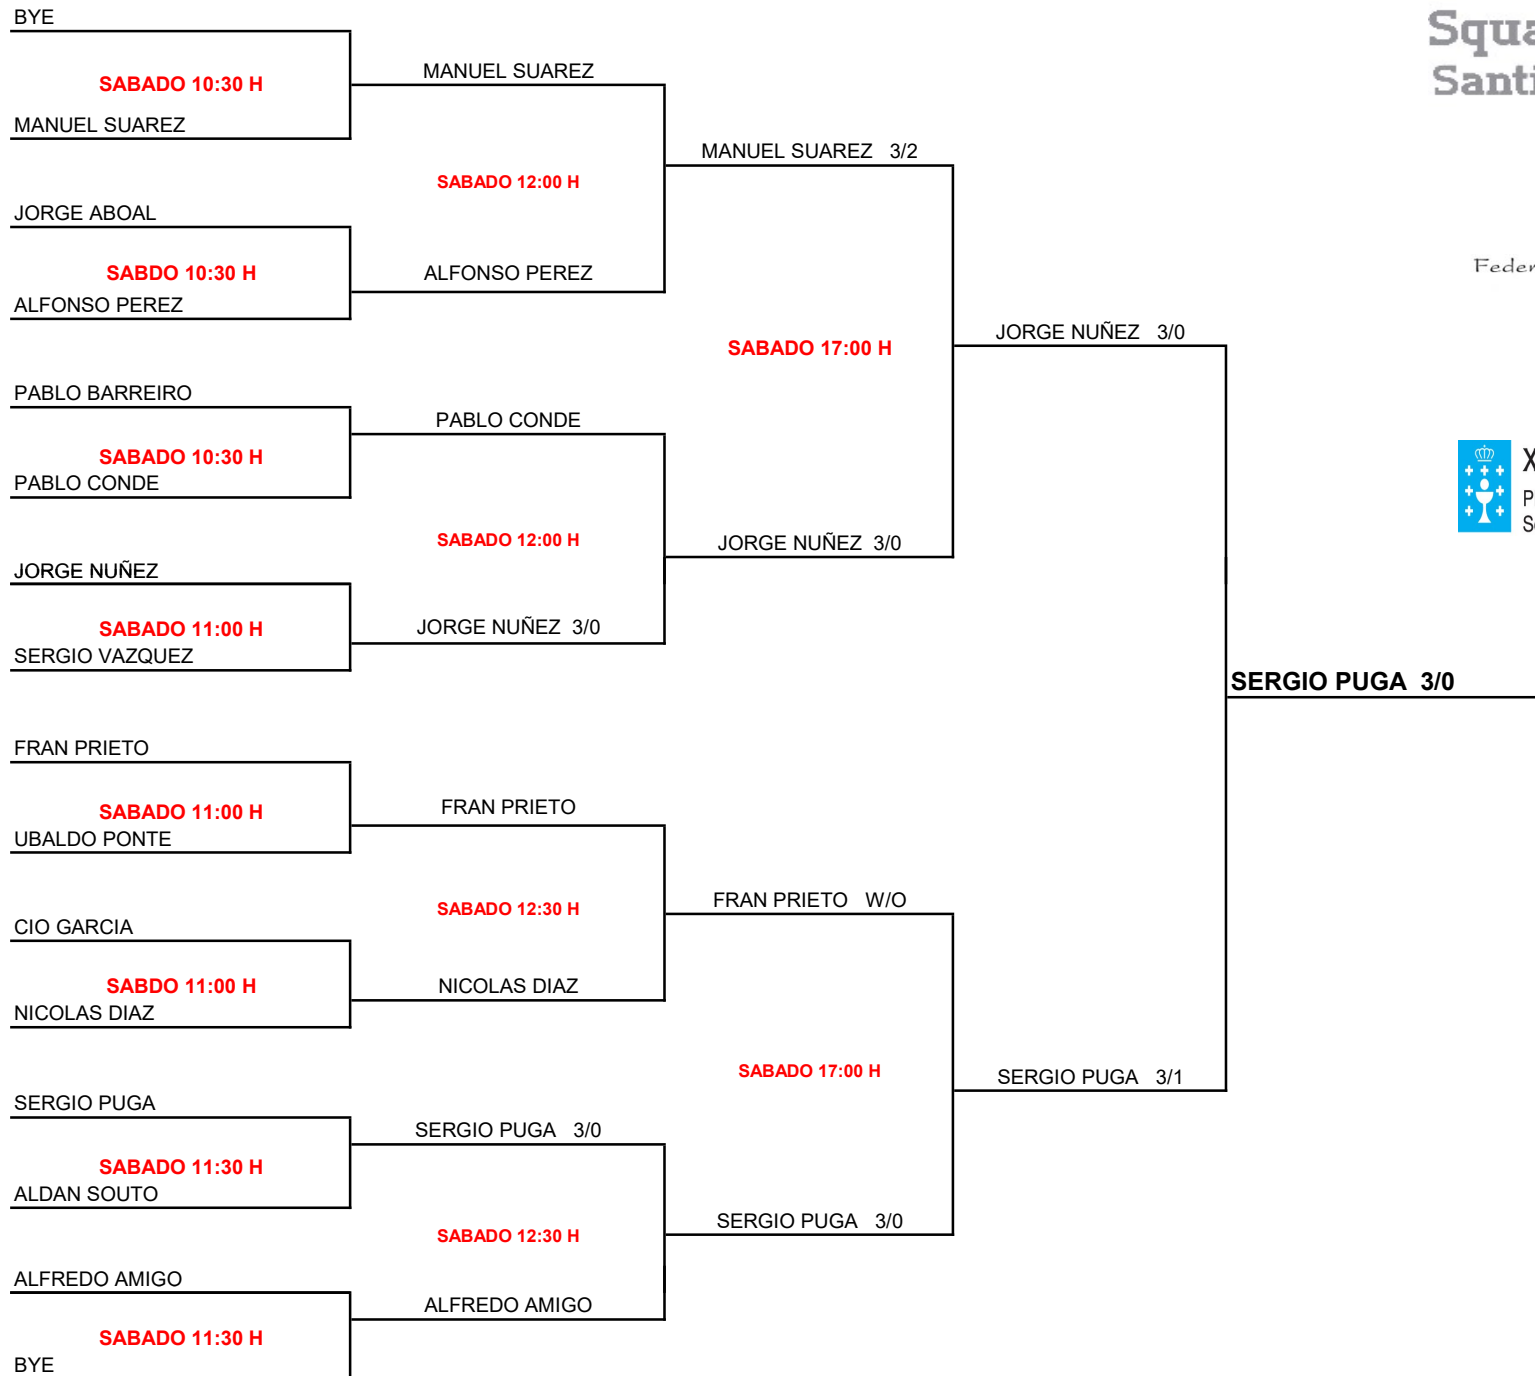 BYE
SABADO 10:30 H
MANUEL SUAREZ
JORGE ABOAL
SABDO 10:30 H
ALFONSO PEREZ
PABLO BARREIRO
SABADO 10:30 H
PABLO CONDE
JORGE NUÑEZ
SABADO 11:00 H
SERGIO VAZQUEZ
FRAN PRIETO
SABADO 11:00 H
UBALDO PONTE
CIO GARCIA
SABDO 11:00 H
NICOLAS DIAZ
SERGIO PUGA
SABADO 11:30 H
ALDAN SOUTO
ALFREDO AMIGO
SABADO 11:30 H
BYE
MANUEL SUAREZ
SABADO 12:00 H
ALFONSO PEREZ
PABLO CONDE
SABADO 12:00 H
JORGE NUÑEZ 3/0
FRAN PRIETO
SABADO 12:30 H
NICOLAS DIAZ
SERGIO PUGA 3/0
SABADO 12:30 H
ALFREDO AMIGO
MANUEL SUAREZ 3/2
SABADO 17:00 H
JORGE NUÑEZ 3/0
FRAN PRIETO W/O
SABADO 17:00 H
SERGIO PUGA 3/0
JORGE NUÑEZ 3/0
SERGIO PUGA 3/1
SERGIO PUGA 3/0